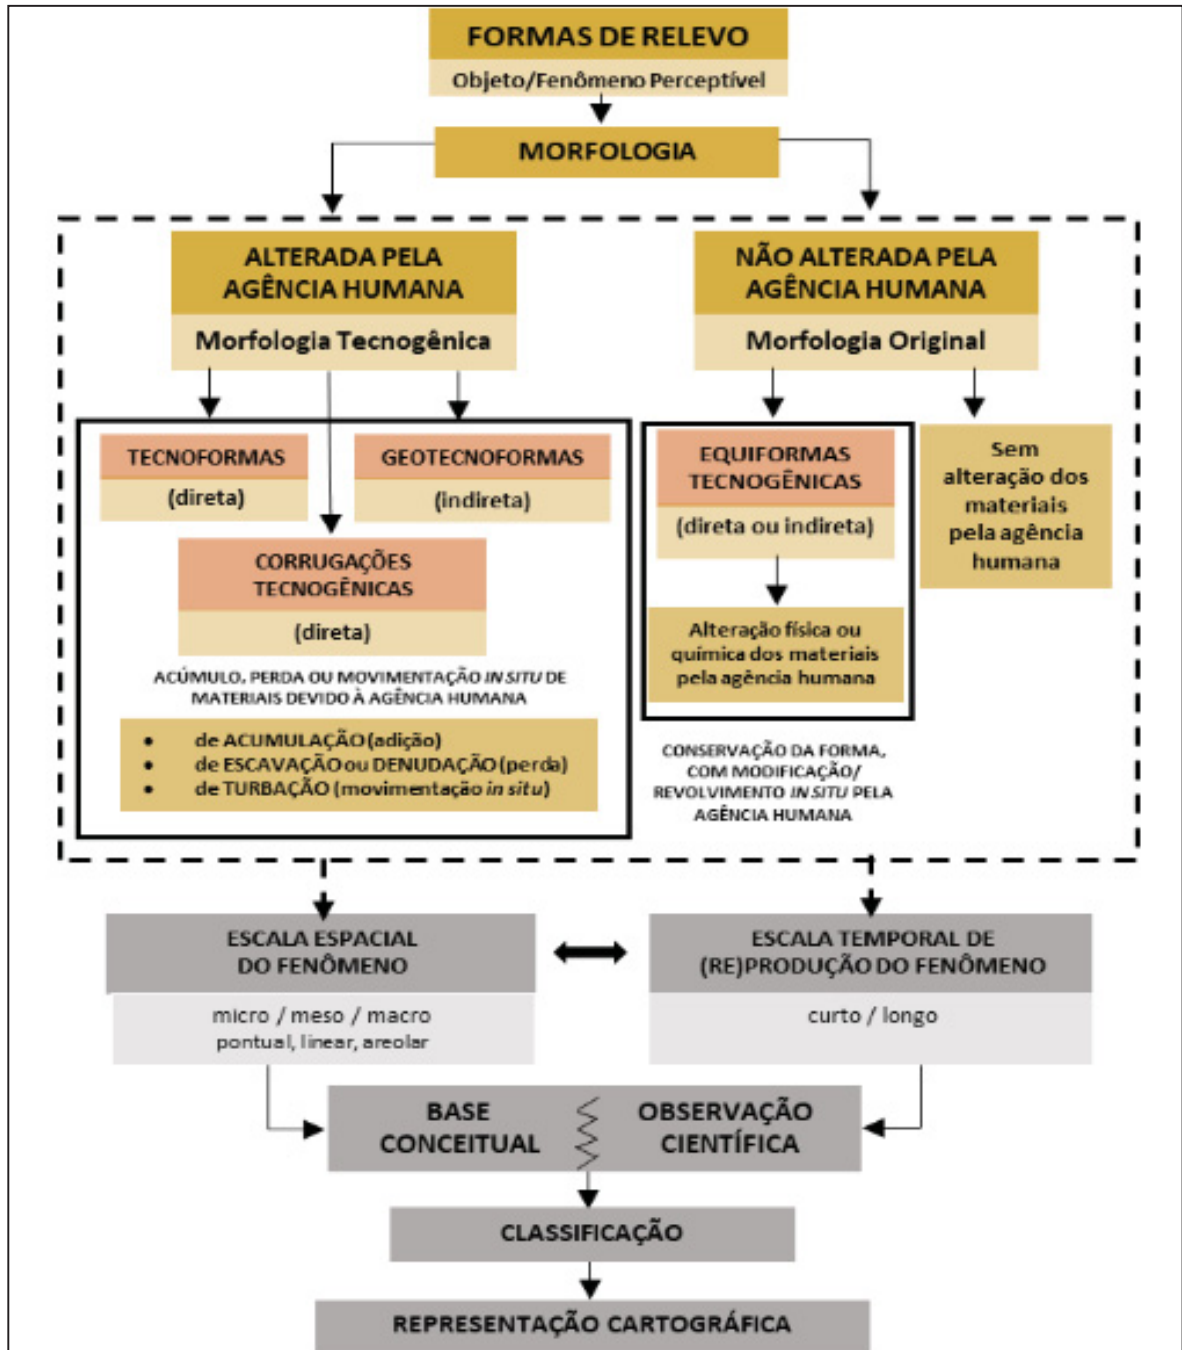 FORMAS DE RELEVO
Objeto/Fenômeno Perceptível
MORFOLOGIA
ALTERADA PELA
AGÊNCIA HUMANA
Morfologia Tecnogênica
NÃO ALTERADA PELA
AGÊNCIA HUMANA
Morfologia Original
TECNOFORMAS
(direta)
GEOTECNOFORMAS
(indireta)
CORRUGAÇÕES
TECNOGÊNICAS
(direta)
ACÚMULO, PERDA OU MOVIMENTAÇÃO IN SITU DE
MATERIAIS DEVIDO À AGÊNCIA HUMANA
• de ACUMULAÇÃO (adição)
• de ESCAVAÇÃO ou DENUDAÇÃO (perda)
• de TURBAÇÃO (movimentação in situ)
EQUIFORMAS
TECNOGÊNICAS
(direta ou indireta)
Alteração física ou
química dos materiais
pela agência humana
CONSERVAÇÃO DA FORMA,
COM MODIFICAÇÃO/
REVOLVIMENTO IN SITU PELA
AGÊNCIA HUMANA
Sem
alteração dos
materiais
pela agência
humana
ESCALA ESPACIAL
DO FENÔMENO
micro / meso / macro
pontual, linear, areolar
ESCALA TEMPORAL DE
(RE)PRODUÇÃO DO FENÔMENO
curto / longo
BASE
CONCEITUAL
OBSERVAÇÃO
CIENTÍFICA
CLASSIFICAÇÃO
REPRESENTAÇÃO CARTOGRÁFICA